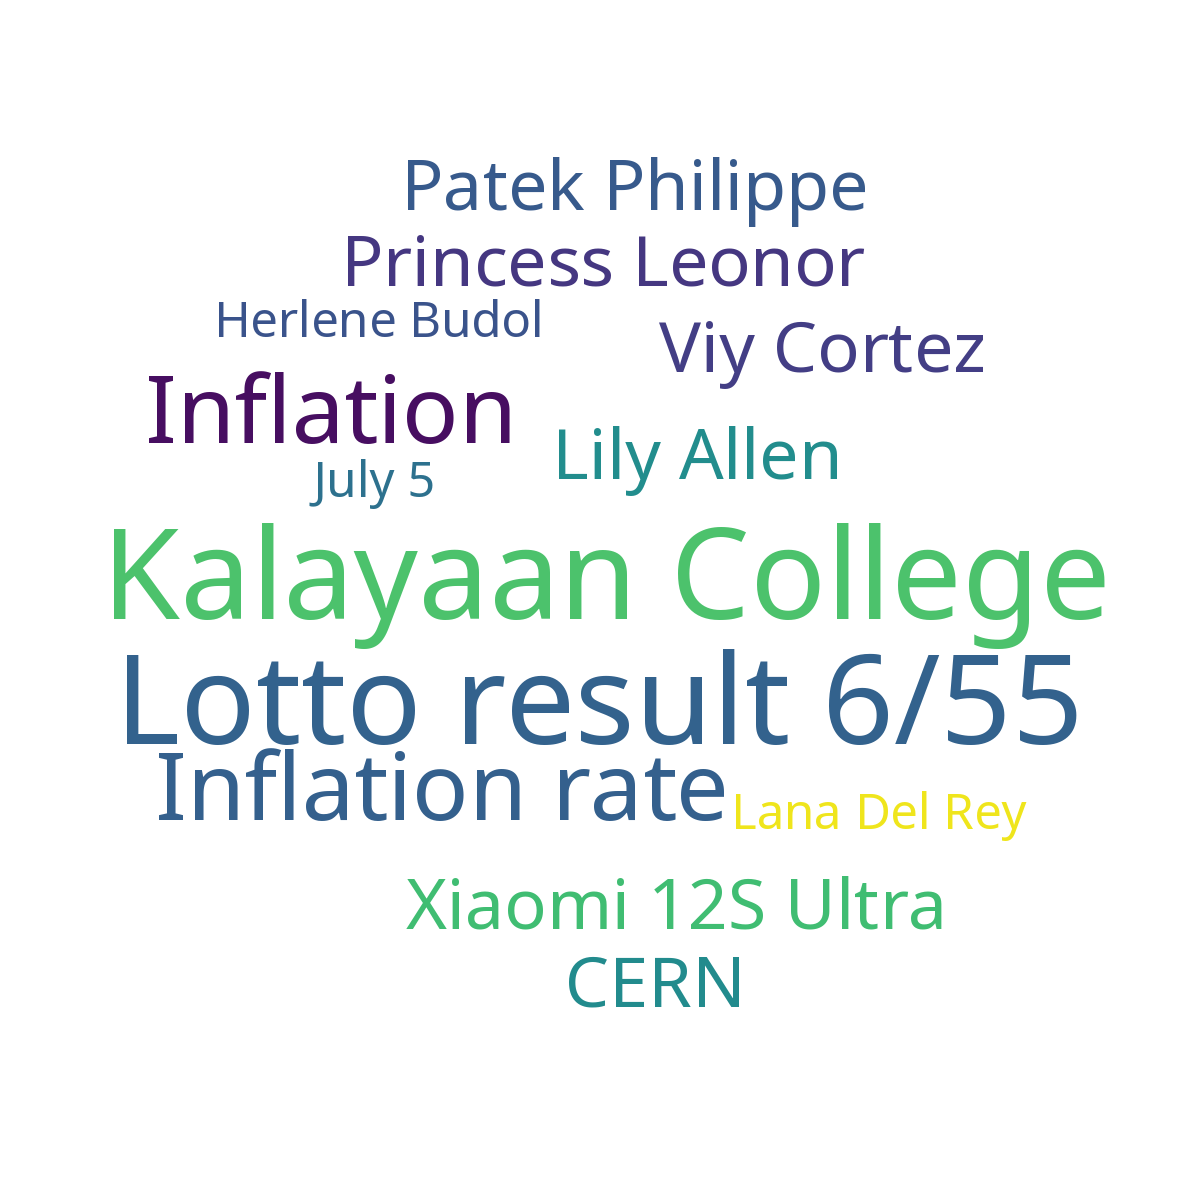 Patek Philippe
Princess Leonor
Herlene Budol
Viy Cortez
Inflation
Lily Allen
July 5
Kalayaan College
Lotto result 6/55
Inflation rate
Lana Del Rey
Xiaomi 12S Ultra
CERN